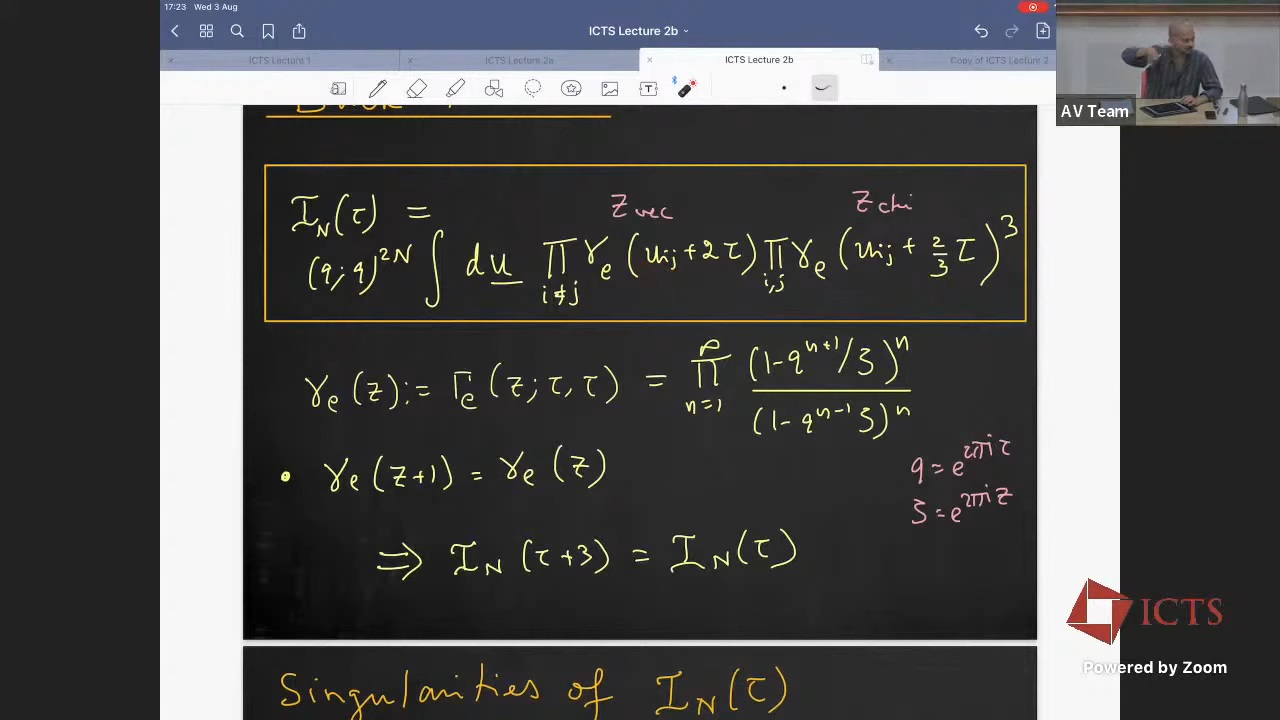 17:23 Wed 3 Aug
ICTS Lecture 2b
ICTS Lecture 1
ICTS Lecture 2a
ICTS Lecture 2b
Copy of ICTS Lecture 2
AV Team
Z vec
Z chi
I_N(τ) =
(q;q)^{2N} ∫ du ∏_{i≠j} γ_e (u_{ij} + 2τ) ∏_{i,j} γ_e (u_{ij} + 2/3 τ)^3
γ_e(z) := Γ_e (z; τ, τ) = ∏_{n=1}^{∞} (1-q^{n+1}/ζ)^n / (1-q^{n-1} ζ)^n
q = e^{2πiτ}
• γ_e (z+1) = γ_e (z)
ζ = e^{2πiz}
⇒ I_N (τ+3) = I_N (τ)
ICTS
Powered by Zoom
Singularities of I_N(τ)